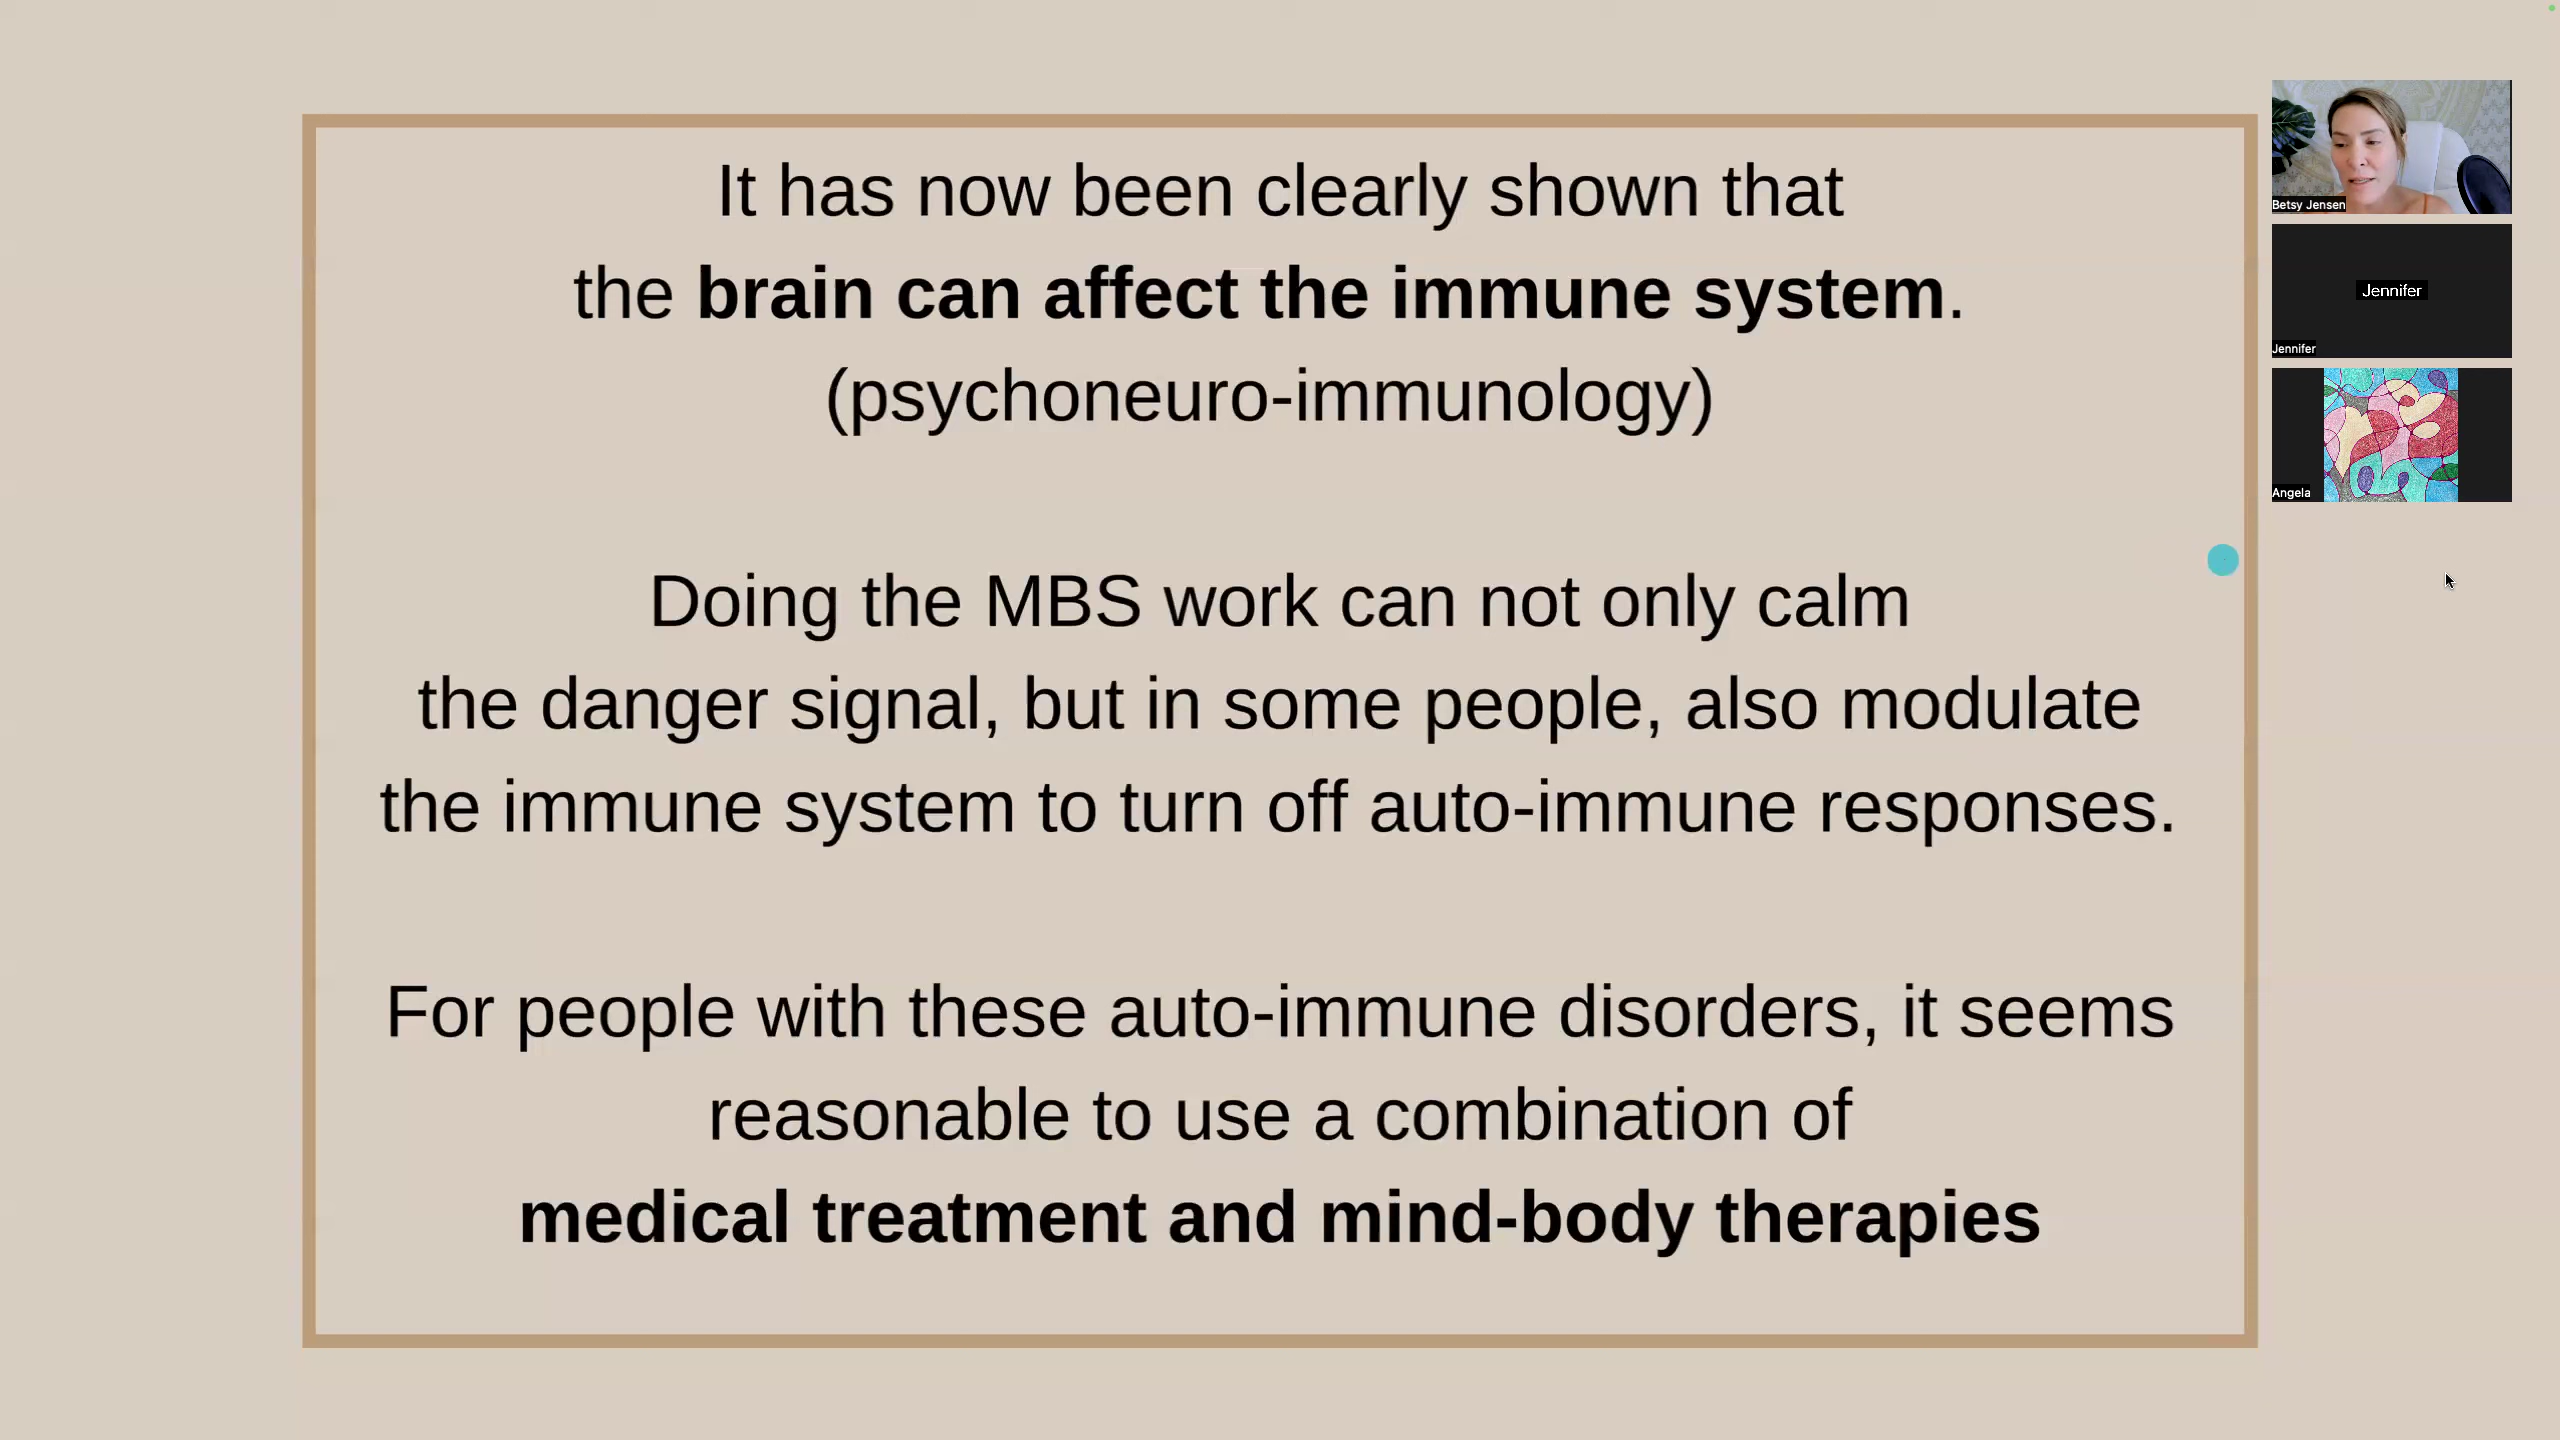 It has now been clearly shown that
the brain can affect the immune system.
(psychoneuro-immunology)
Doing the MBS work can not only calm
the danger signal, but in some people, also modulate
the immune system to turn off auto-immune responses.
For people with these auto-immune disorders, it seems
reasonable to use a combination of
medical treatment and mind-body therapies
Betsy Jensen
Jennifer
Jennifer
Angela